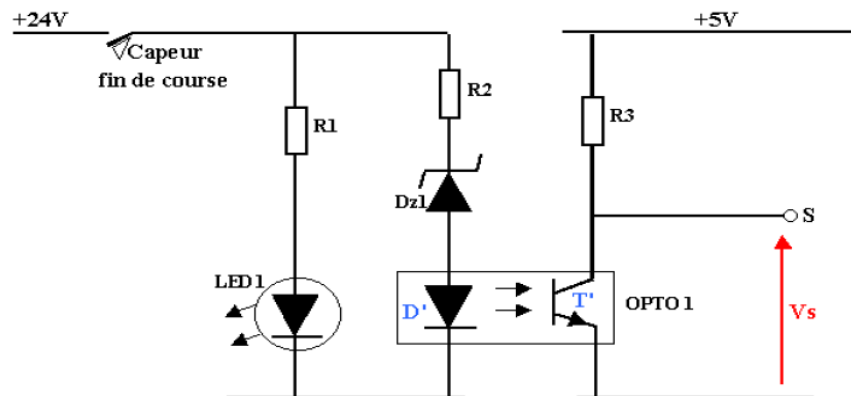 +24V
+5V
Capeur
fin de course
R1
R2
R3
Dz1
S
LED1
D'
T'
OPTO1
Vs